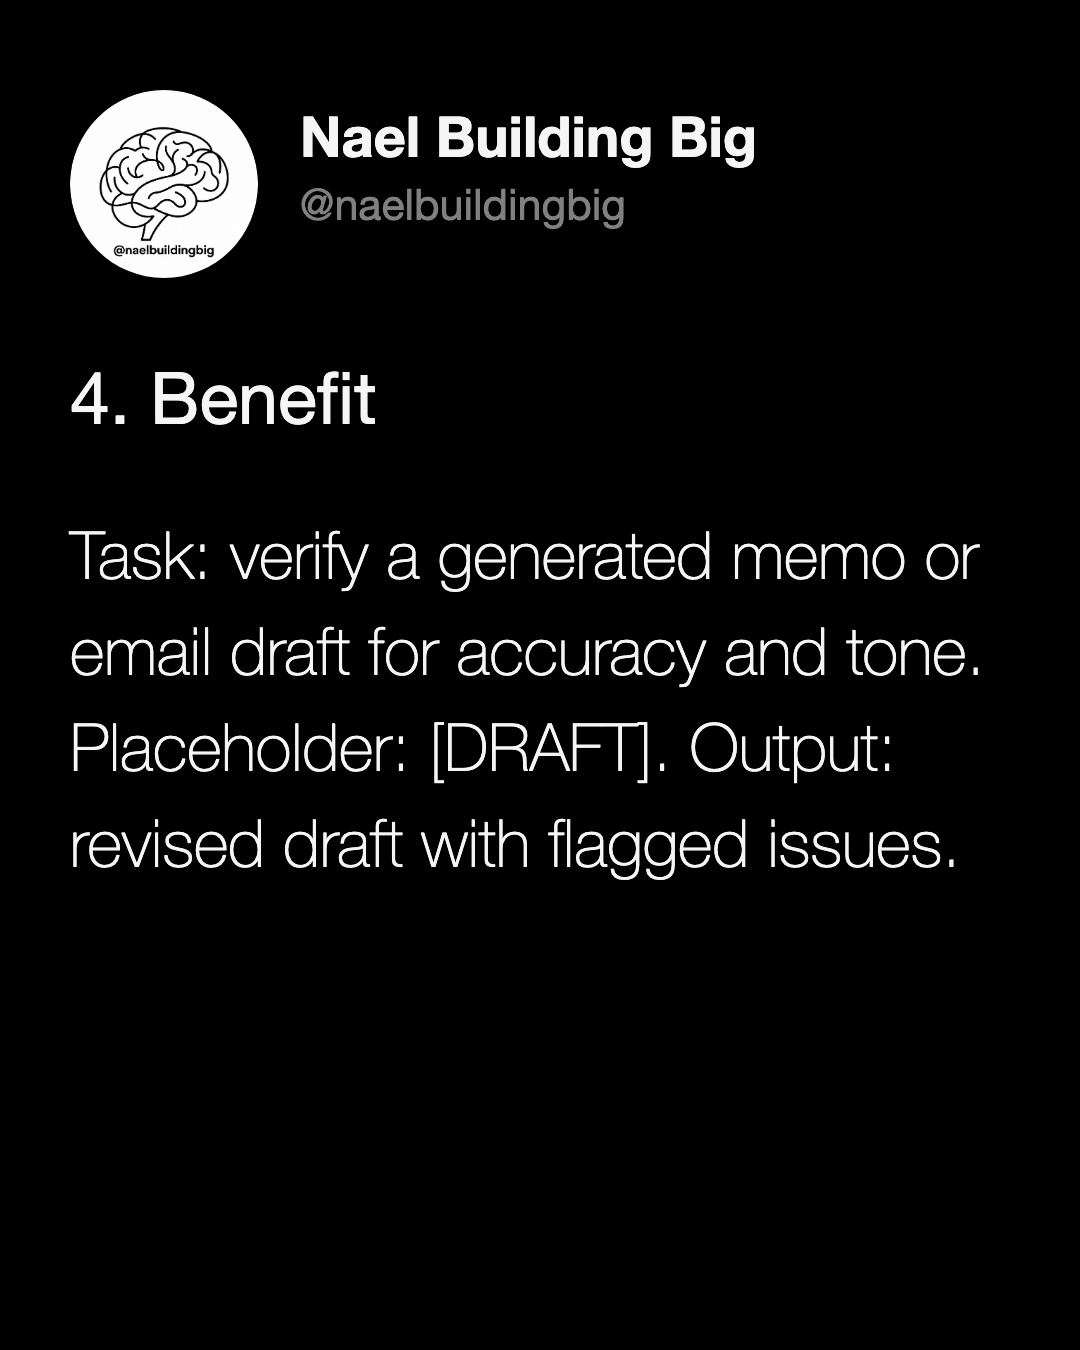 Nael Building Big
@naelbuildingbig
@naelbuildingbig
4. Benefit
Task: verify a generated memo or
email draft for accuracy and tone.
Placeholder: [DRAFT]. Output:
revised draft with flagged issues.